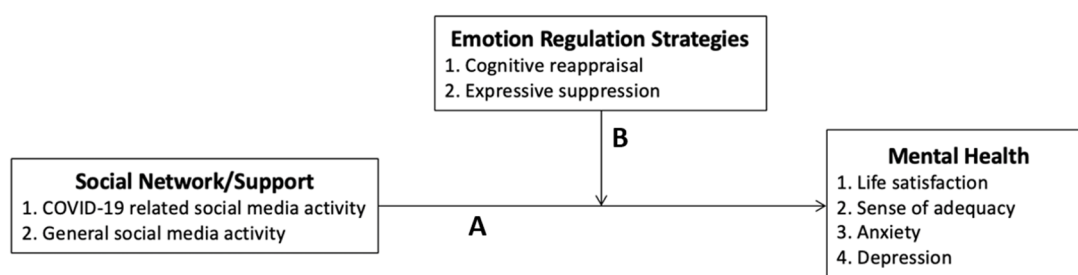 Emotion Regulation Strategies
1. Cognitive reappraisal
2. Expressive suppression
B
Social Network/Support
1. COVID-19 related social media activity
2. General social media activity
A
Mental Health
1. Life satisfaction
2. Sense of adequacy
3. Anxiety
4. Depression